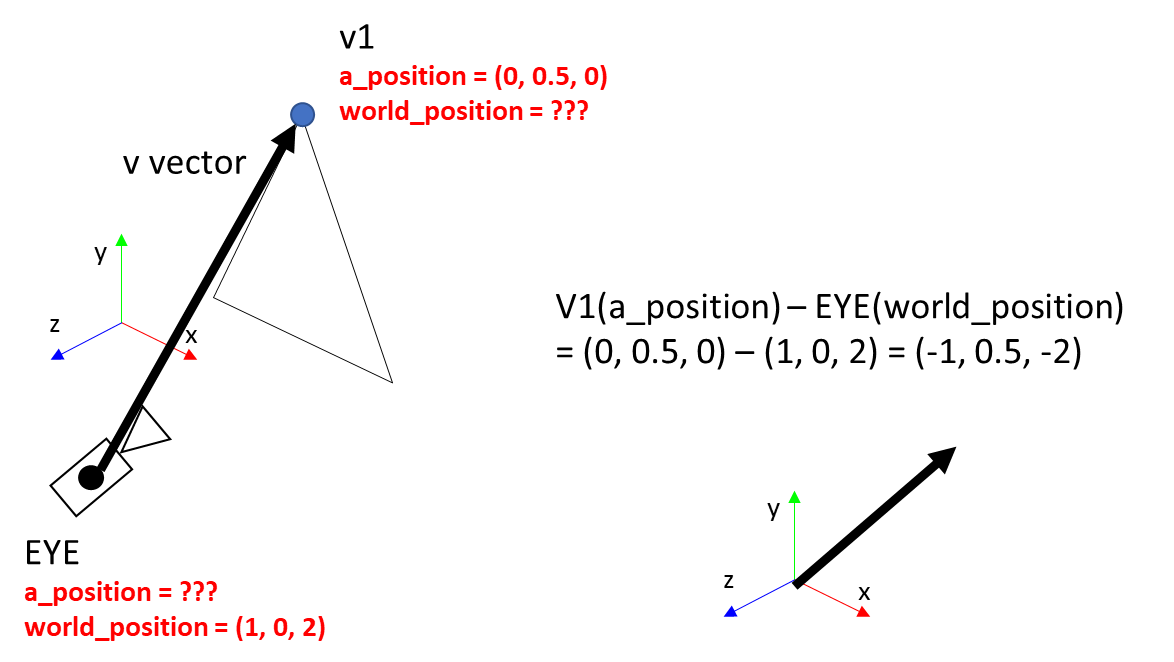 v1
a_position = (0, 0.5, 0)
world_position = ???
v vector
y
z
x
EYE
a_position = ???
world_position = (1, 0, 2)
V1(a_position) – EYE(world_position)
= (0, 0.5, 0) – (1, 0, 2) = (-1, 0.5, -2)
y
z
x